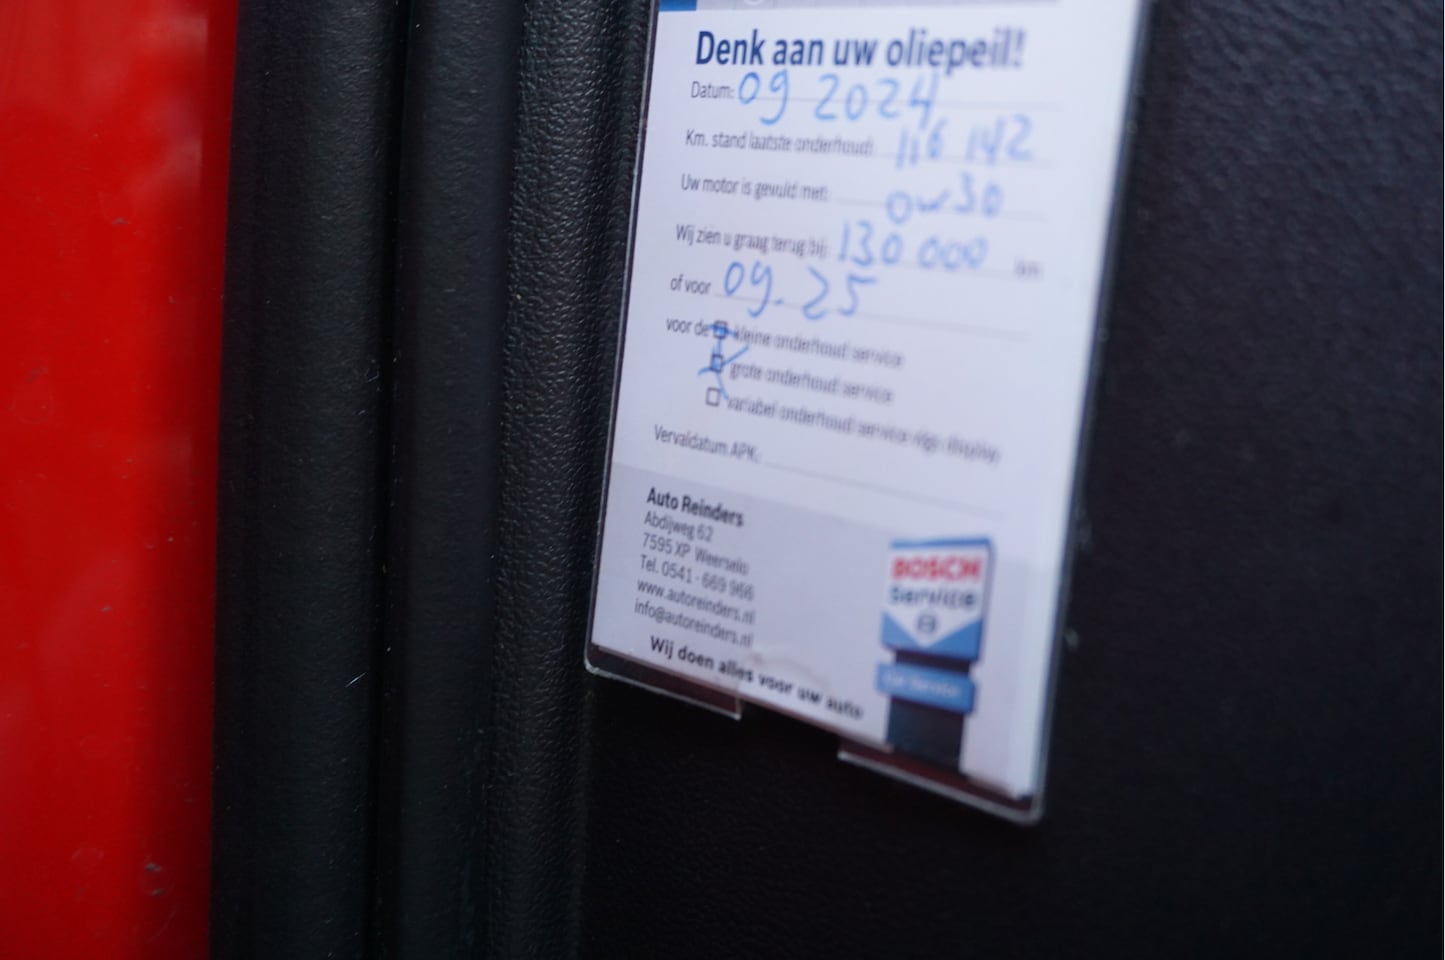 Denk aan uw oliepeil!
Datum: 09 2024
Km. stand laatste onderhoud: 116 142
Uw motor is gevuld met: 0w30
Wij zien u graag terug bij: 130 000 km
of voor 09.25
voor de kleine onderhoud service
grote onderhoud service
variabel onderhoud service vlgs display
Vervaldatum APK:
Auto Reinders
Abdijweg 62
7595 XP Weerselo
Tel. 0541 - 669 966
www.autoreinders.nl
info@autoreinders.nl
Wij doen alles voor uw auto
BOSCH
Service
Car Service